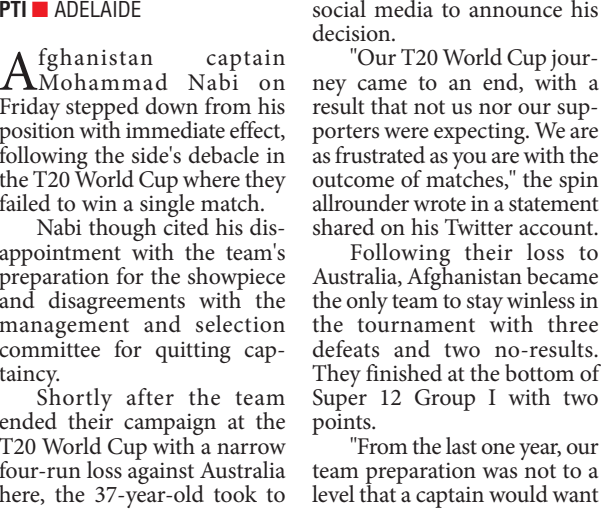 PTI ■ ADELAIDE
Afghanistan captain
Mohammad Nabi on
Friday stepped down from his
position with immediate effect,
following the side's debacle in
the T20 World Cup where they
failed to win a single match.
Nabi though cited his dis-
appointment with the team's
preparation for the showpiece
and disagreements with the
management and selection
committee for quitting cap-
taincy.
Shortly after the team
ended their campaign at the
T20 World Cup with a narrow
four-run loss against Australia
here, the 37-year-old took to
social media to announce his
decision.
"Our T20 World Cup jour-
ney came to an end, with a
result that not us nor our sup-
porters were expecting. We are
as frustrated as you are with the
outcome of matches," the spin
allrounder wrote in a statement
shared on his Twitter account.
Following their loss to
Australia, Afghanistan became
the only team to stay winless in
the tournament with three
defeats and two no-results.
They finished at the bottom of
Super 12 Group I with two
points.
"From the last one year, our
team preparation was not to a
level that a captain would want